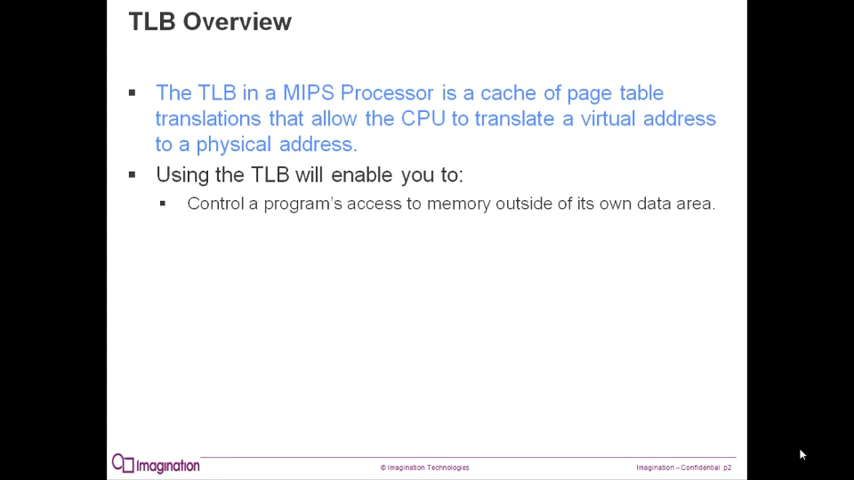 TLB Overview
The TLB in a MIPS Processor is a cache of page table
translations that allow the CPU to translate a virtual address
to a physical address.
Using the TLB will enable you to:
Control a program's access to memory outside of its own data area.
Imagination
© Imagination Technologies
Imagination – Confidential p2